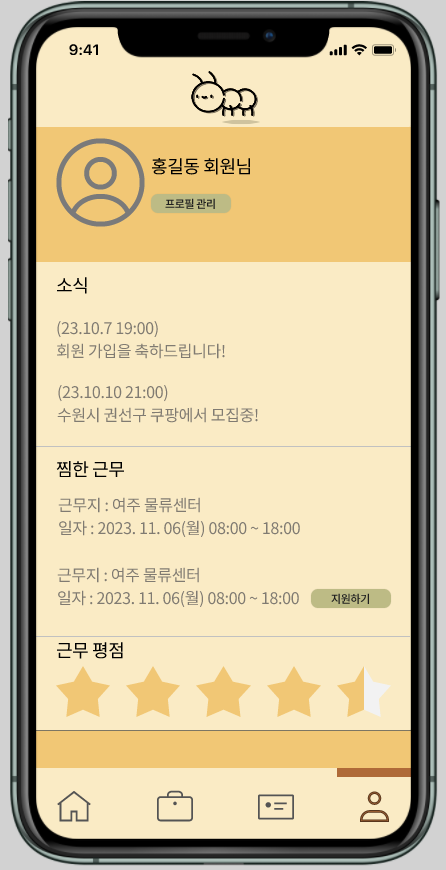 9:41
홍길동 회원님
프로필 관리
소식
(23.10.7 19:00)
회원 가입을 축하드립니다!
(23.10.10 21:00)
수원시 권선구 쿠팡에서 모집중!
찜한 근무
근무지 : 여주 물류센터
일자 : 2023. 11. 06(월) 08:00 ~ 18:00
근무지 : 여주 물류센터
일자 : 2023. 11. 06(월) 08:00 ~ 18:00
지원하기
근무 평점